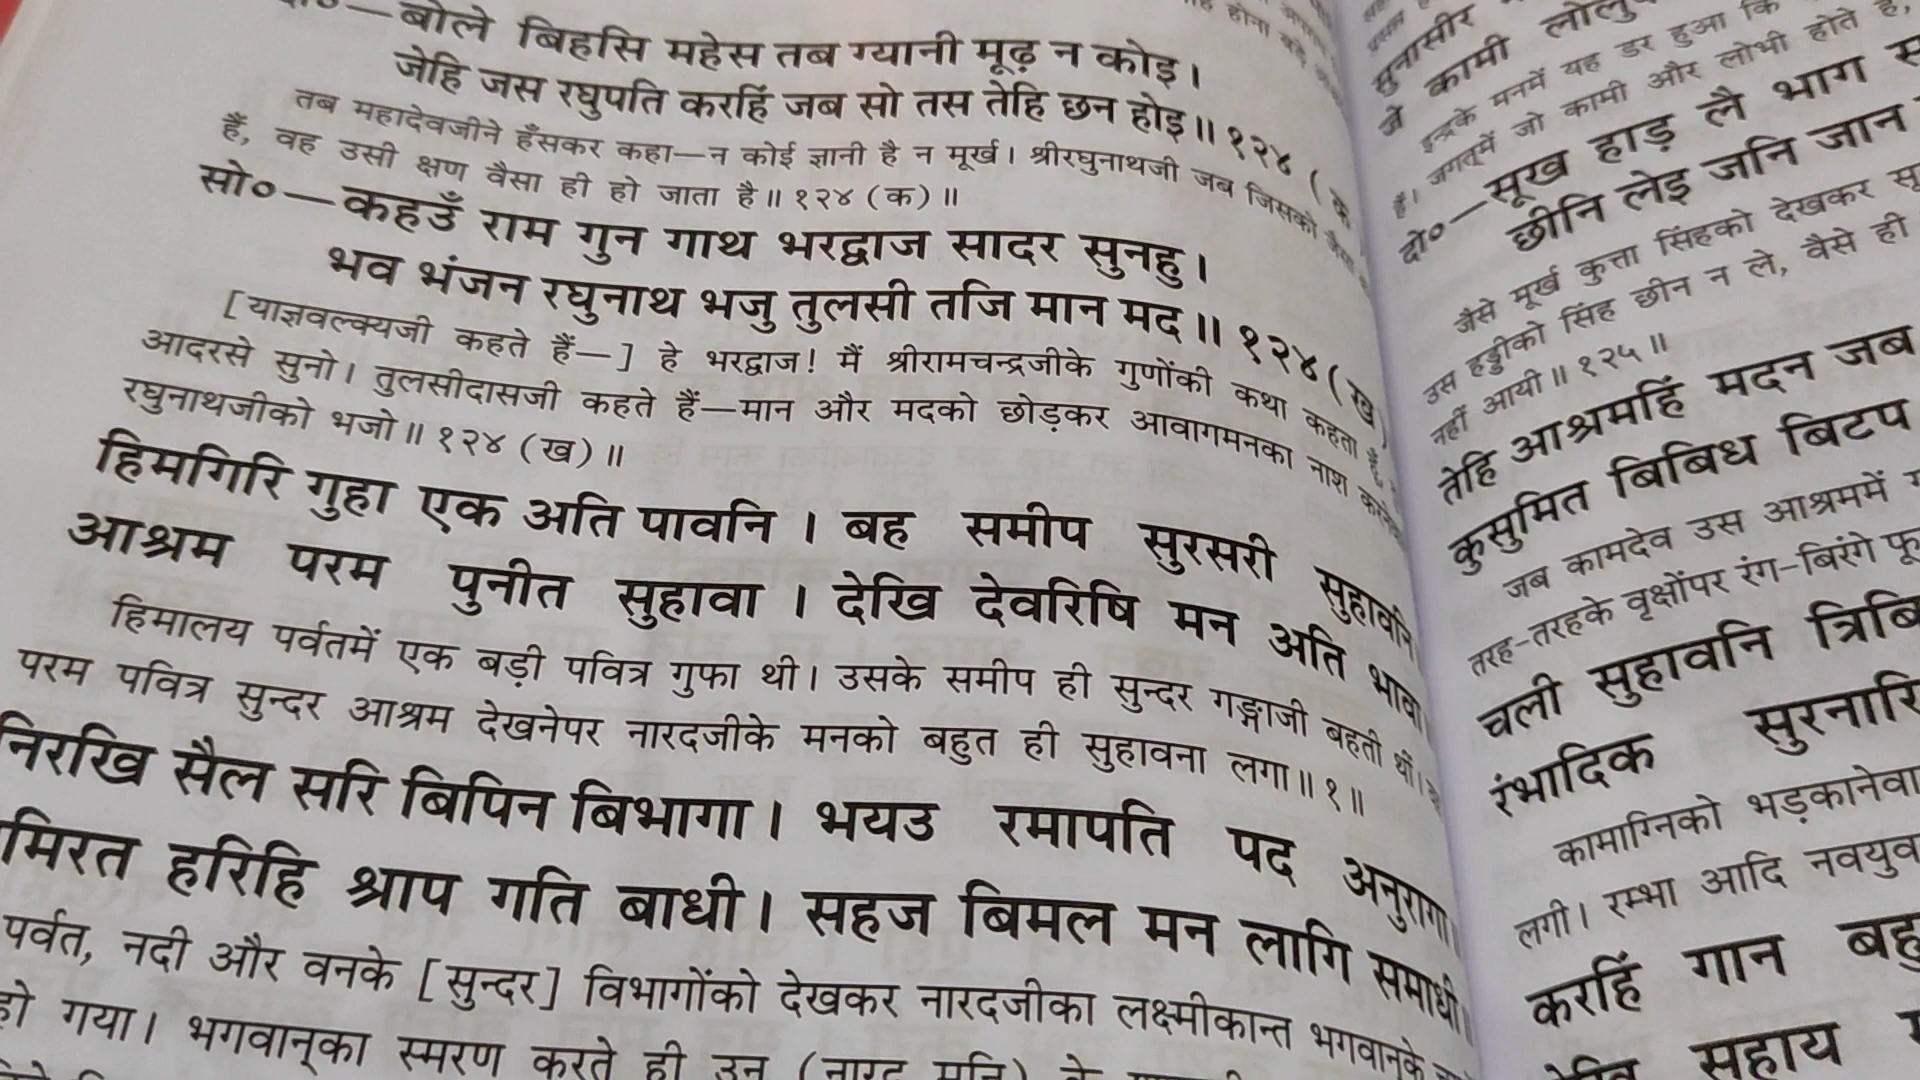 बोले बिहसि महेस तब ग्यानी मूढ़ न कोइ।
जेहि जस रघुपति करहिं जब सो तस तेहि छन होइ॥ १२४ (क
तब महादेवजीने हँसकर कहा—न कोई ज्ञानी है न मूर्ख। श्रीरघुनाथजी जब जिसको जैसा
हैं, वह उसी क्षण वैसा ही हो जाता है॥ १२४ (क)॥
सो०—कहउँ राम गुन गाथ भरद्वाज सादर सुनहु।
भव भंजन रघुनाथ भजु तुलसी तजि मान मद॥ १२४ (ख)
[याज्ञवल्क्यजी कहते हैं—] हे भरद्वाज! मैं श्रीरामचन्द्रजीके गुणोंकी कथा कहता हूँ,
आदरसे सुनो। तुलसीदासजी कहते हैं—मान और मदको छोड़कर आवागमनका नाश
रघुनाथजीको भजो॥ १२४ (ख)॥
हिमगिरि गुहा एक अति पावनि। बह समीप सुरसरी सुहावनि
आश्रम परम पुनीत सुहावा। देखि देवरिषि मन अति भावा।
हिमालय पर्वतमें एक बड़ी पवित्र गुफा थी। उसके समीप ही सुन्दर गङ्गाजी बहती थीं।
परम पवित्र सुन्दर आश्रम देखनेपर नारदजीके मनको बहुत ही सुहावना लगा॥ १॥
निरखि सैल सरि बिपिन बिभागा। भयउ रमापति पद अनुरागा॥
मिरत हरिहि श्राप गति बाधी। सहज बिमल मन लागि समाधी॥
पर्वत, नदी और वनके [सुन्दर] विभागोंको देखकर नारदजीका लक्ष्मीकान्त भगवान्‌के
हो गया। भगवान्‌का स्मरण करते ही उन (नारद मुनि) के
सुनासीर
जे कामी
इन्द्रके मनमें यह डर हुआ कि
हैं। जगत्‌में जो कामी और लोभी होते हैं,
दो०—सूख हाड़ लै भाग
छीनि लेइ जनि जान
जैसे मूर्ख कुत्ता सिंहको देखकर
उस हड्डीको सिंह छीन न ले, वैसे ही
नहीं आयी॥ १२५॥
तेहि आश्रमहिं मदन जब
कुसुमित बिबिध बिटप
जब कामदेव उस आश्रममें
तरह-तरहके वृक्षोंपर रंग-बिरंगे
चली सुहावनि
रंभादिक सुरनारि
कामाग्निको
लगी। रम्भा आदि
करहिं गान बहु
सहाय